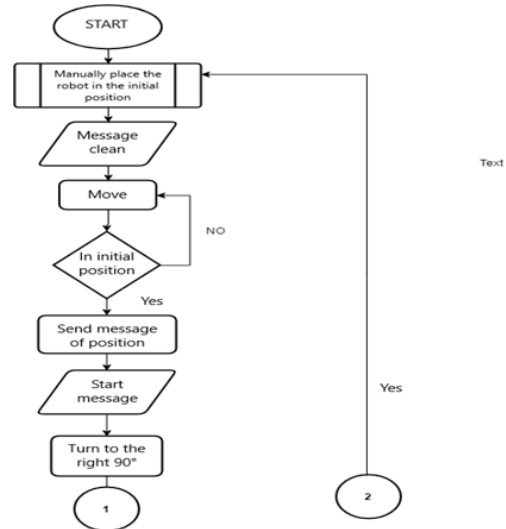 START
Manually place the
robot in the initial
position
Message
clean
Text
Move
NO
In initial
position
Yes
Send message
of position
Start
message
Yes
Turn to the
right 90°
1
2